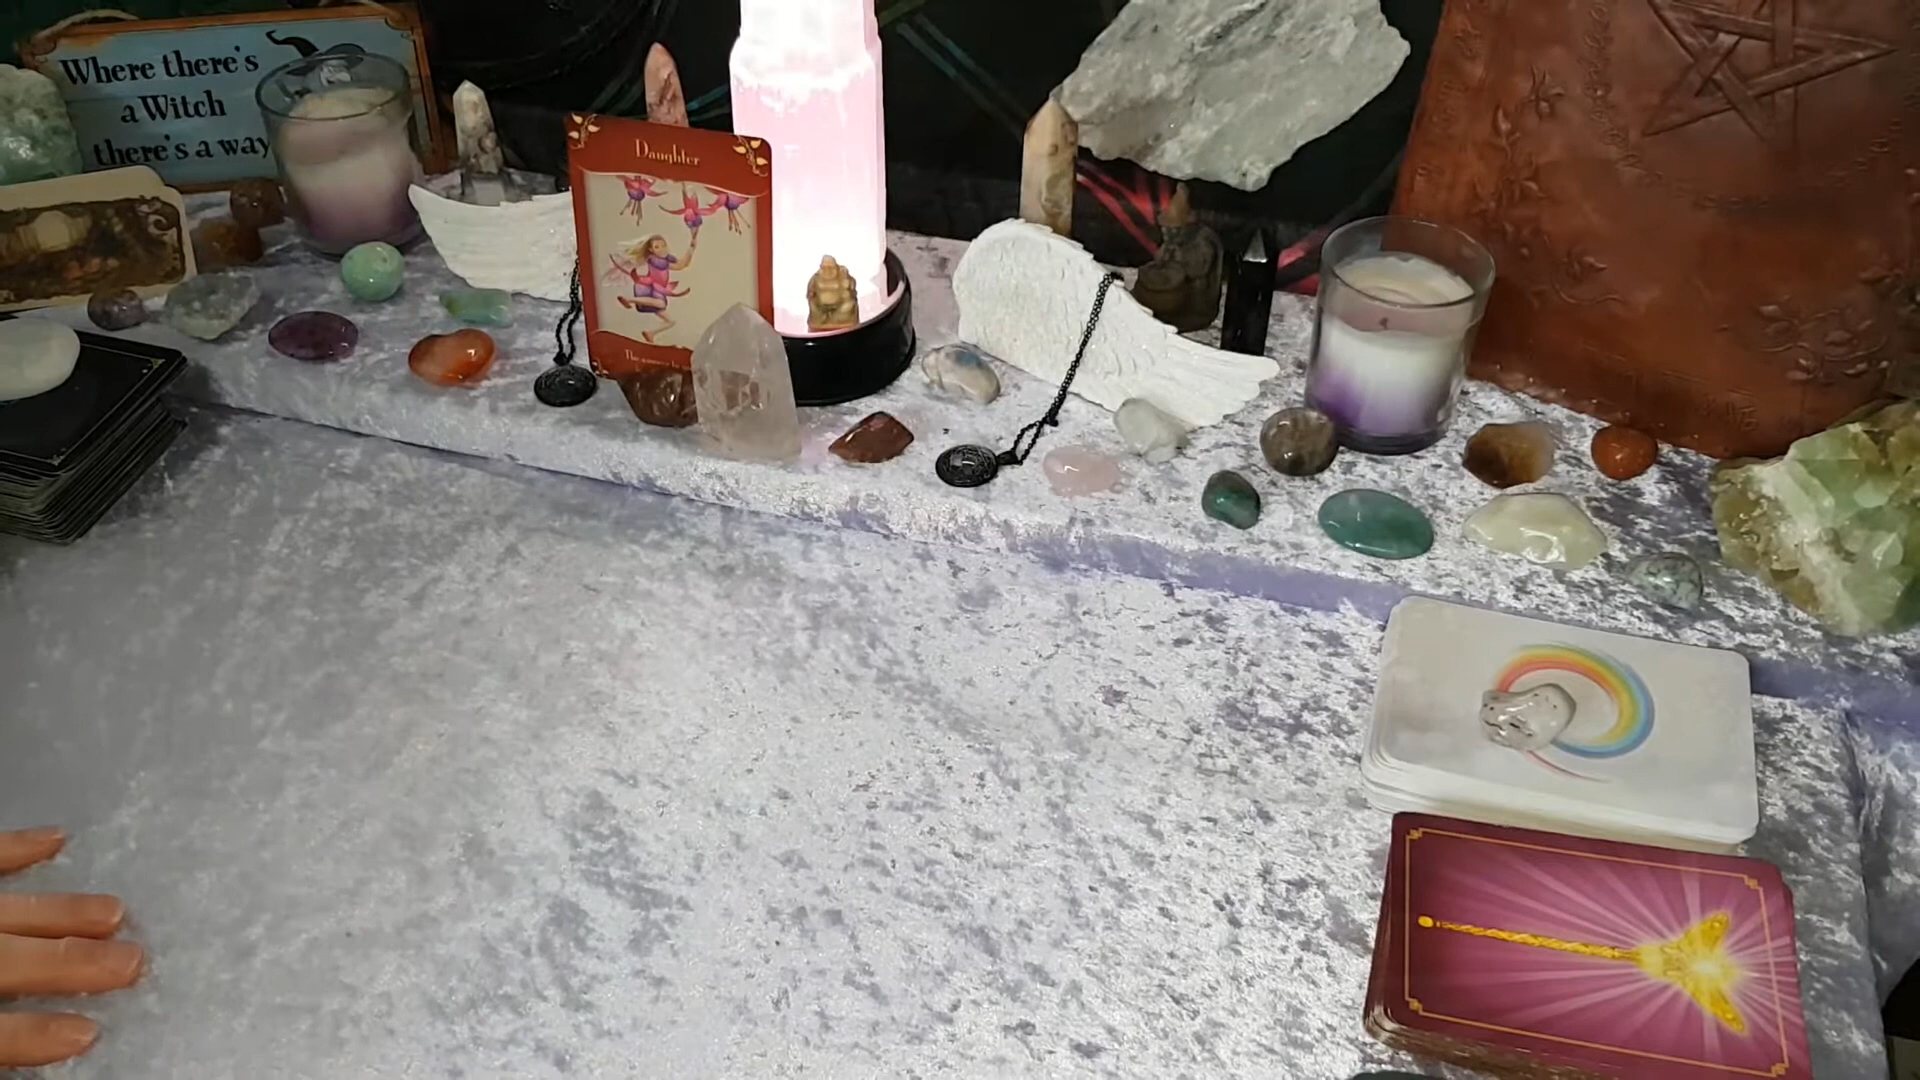 Where there's
a Witch
there's a way
Daughter